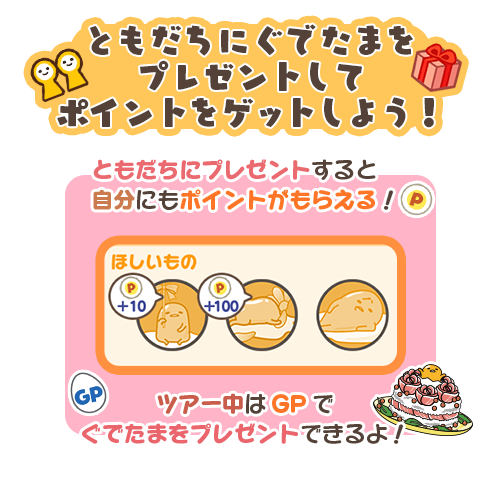 ともだちにぐでたまを
プレゼントして
ポイントをゲットしよう！
ともだちにプレゼントすると
自分にもポイントがもらえる！ P
ほしいもの
P P
+10 +100
GP
ツアー中は GP で
ぐでたまをプレゼントできるよ！